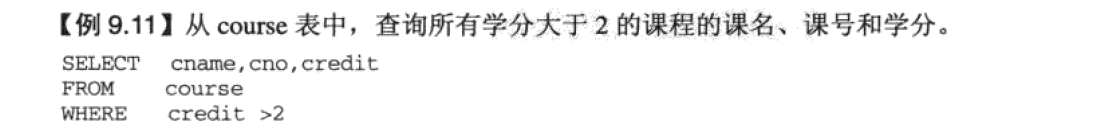 【例 9.11】从 course 表中，查询所有学分大于 2 的课程的课名、课号和学分。
SELECT cname,cno,credit
FROM course
WHERE credit >2